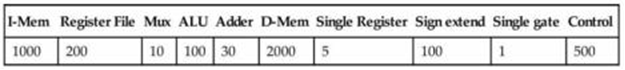 I-Mem Register File Mux ALU Adder D-Mem Single Register Sign extend Single gate Control
1000 200 10 100 30 2000 5 100 1 500